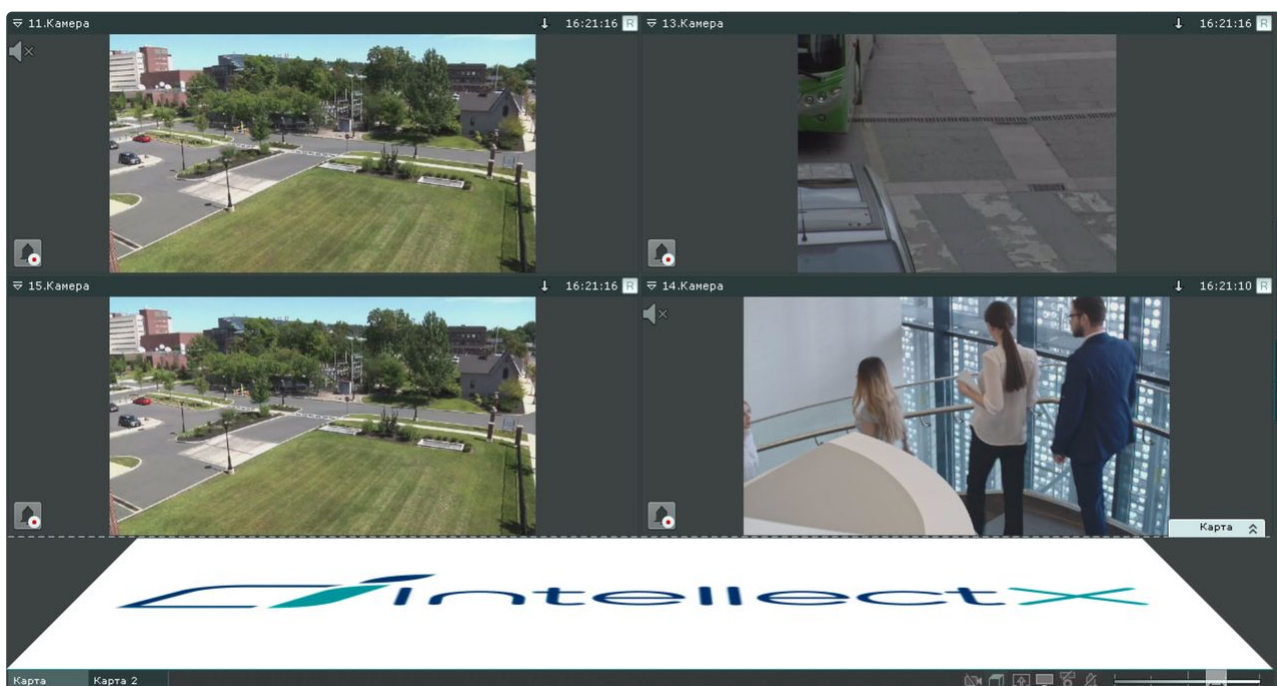 11.Камера 16:21:16 R
13.Камера 16:21:16 R
15.Камера 16:21:16 R
14.Камера 16:21:10 R
Карта
intellectx
Карта Карта 2